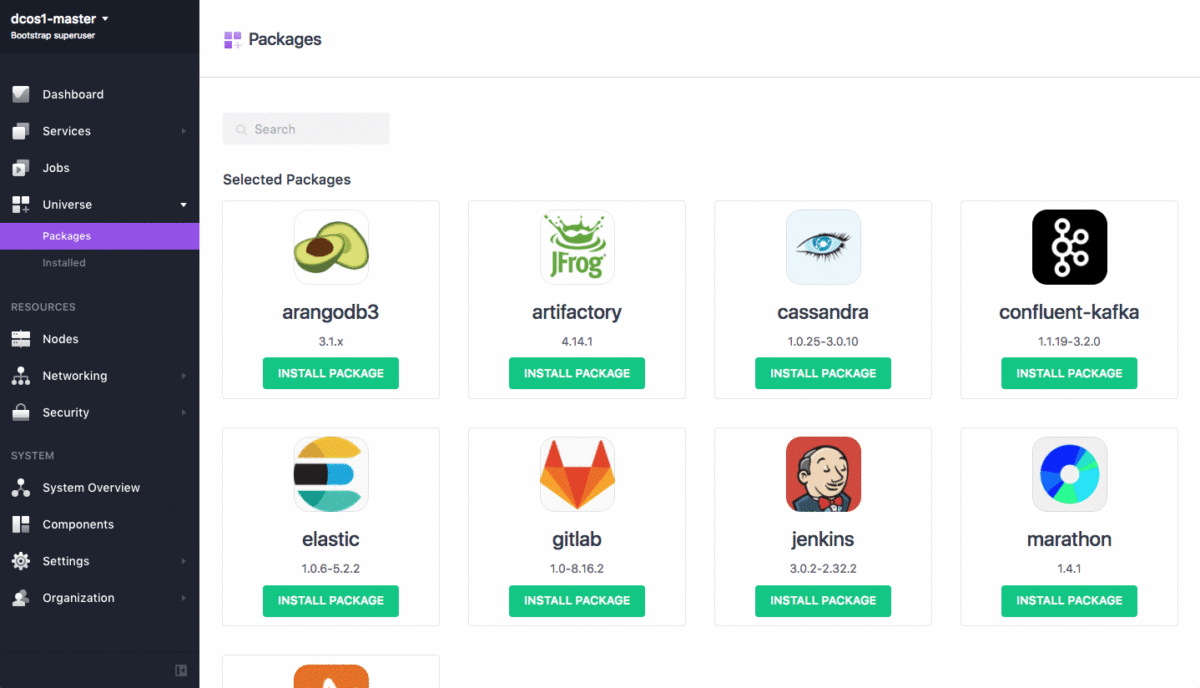 dcos1-master
Bootstrap superuser
Dashboard
Services
Jobs
Universe
Packages
Installed
RESOURCES
Nodes
Networking
Security
SYSTEM
System Overview
Components
Settings
Organization
Packages
Search
Selected Packages
JFrog
arangodb3
artifactory
cassandra
confluent-kafka
3.1.x
4.14.1
1.0.25-3.0.10
1.1.19-3.2.0
INSTALL PACKAGE
INSTALL PACKAGE
INSTALL PACKAGE
INSTALL PACKAGE
elastic
gitlab
jenkins
marathon
1.0.6-5.2.2
1.0-8.16.2
3.0.2-2.32.2
1.4.1
INSTALL PACKAGE
INSTALL PACKAGE
INSTALL PACKAGE
INSTALL PACKAGE